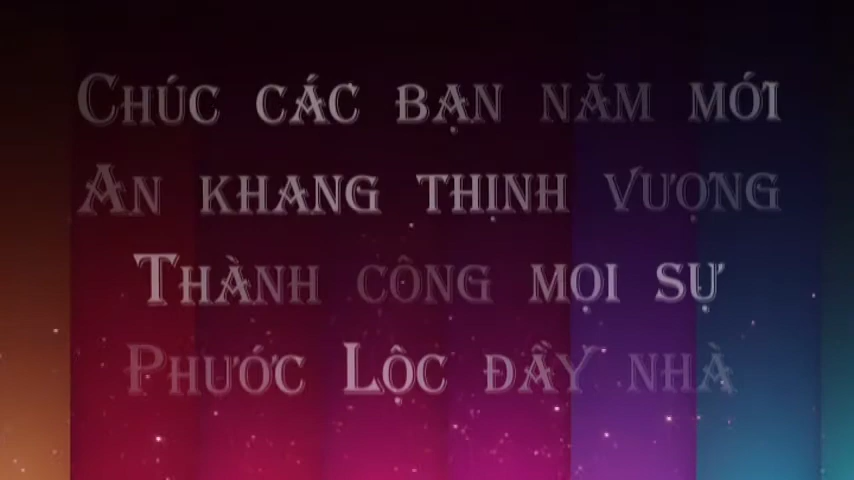 Chúc các bạn năm mới
An khang thịnh vượng
Thành công mọi sự
Phước Lộc đầy nhà